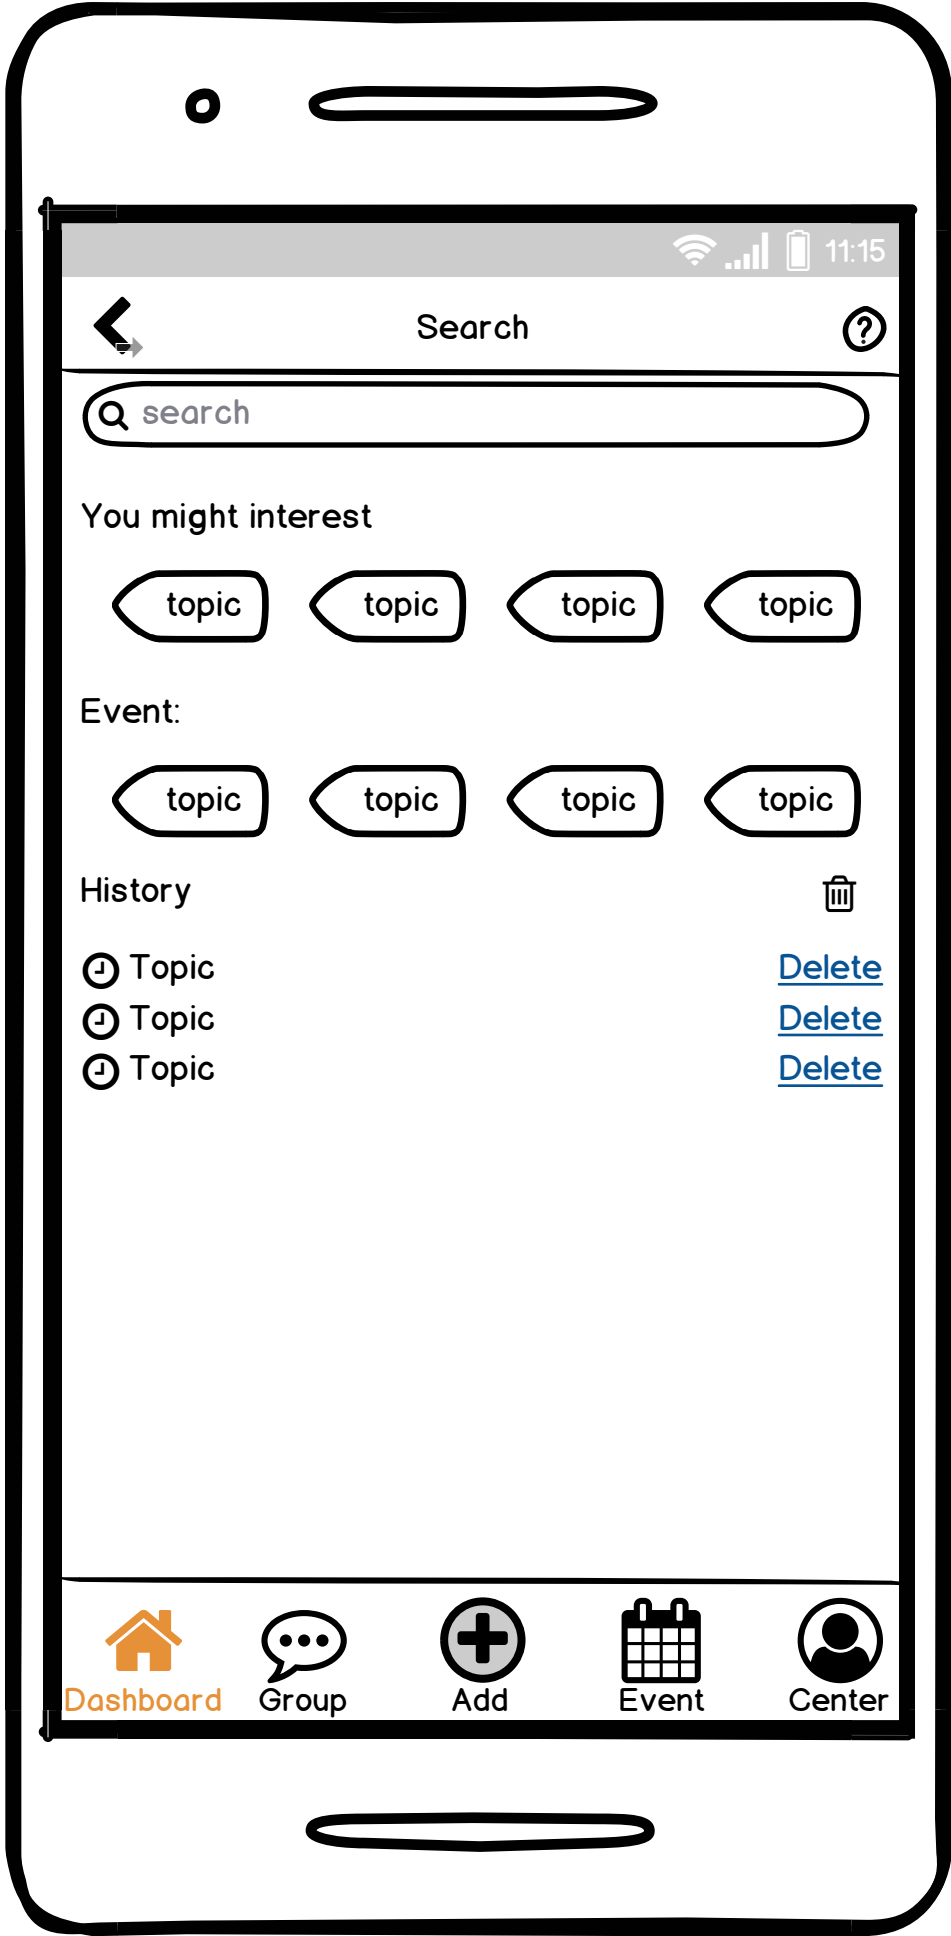 11:15
Search
search
You might interest
topic topic topic topic
Event:
topic topic topic topic
History
Topic Delete
Topic Delete
Topic Delete
Dashboard Group Add Event Center